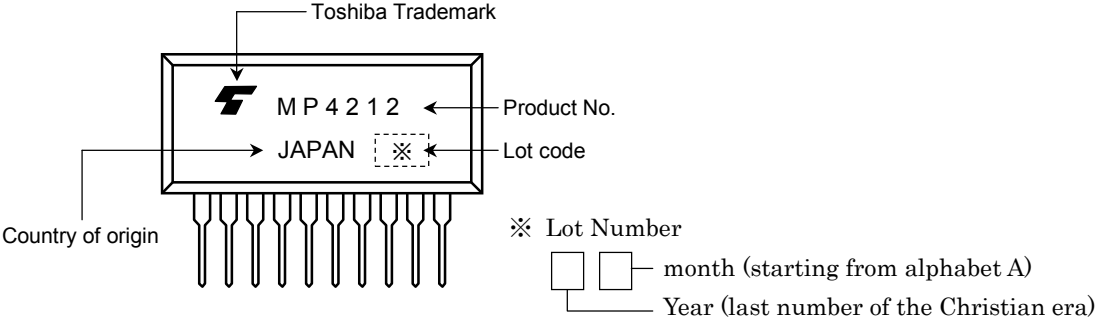 Toshiba Trademark
MP4212
Product No.
JAPAN ※
Lot code
Country of origin
※ Lot Number
month (starting from alphabet A)
Year (last number of the Christian era)